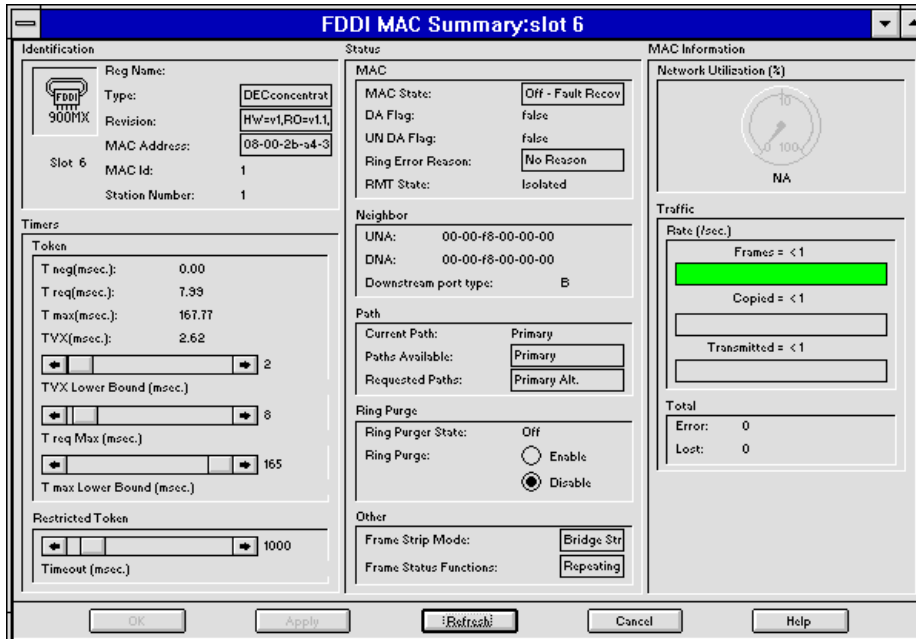 FDDI MAC Summary:slot 6
Identification
FDDI
900MX
Slot 6
Reg Name:
Type: DECconcentrat
Revision: HW=v1,RO=v1.1,
MAC Address: 08-00-2b-a4-3
MAC Id: 1
Station Number: 1
Timers
Token
T neg(msec.): 0.00
T req(msec.): 7.99
T max(msec.): 167.77
TVX(msec.): 2.62
2
TVX Lower Bound (msec.)
8
T req Max (msec.)
165
T max Lower Bound (msec.)
Restricted Token
1000
Timeout (msec.)
Status
MAC
MAC State: Off - Fault Recov
DA Flag: false
UN DA Flag: false
Ring Error Reason: No Reason
RMT State: Isolated
Neighbor
UNA: 00-00-f8-00-00-00
DNA: 00-00-f8-00-00-00
Downstream port type: B
Path
Current Path: Primary
Paths Available: Primary
Requested Paths: Primary Alt.
Ring Purge
Ring Purger State: Off
Ring Purge: Enable
Disable
Other
Frame Strip Mode: Bridge Str
Frame Status Functions: Repeating
MAC Information
Network Utilization (%)
10
0 100
NA
Traffic
Rate (/sec.)
Frames = < 1
Copied = < 1
Transmitted = < 1
Total
Error: 0
Lost: 0
OK Apply Refresh Cancel Help